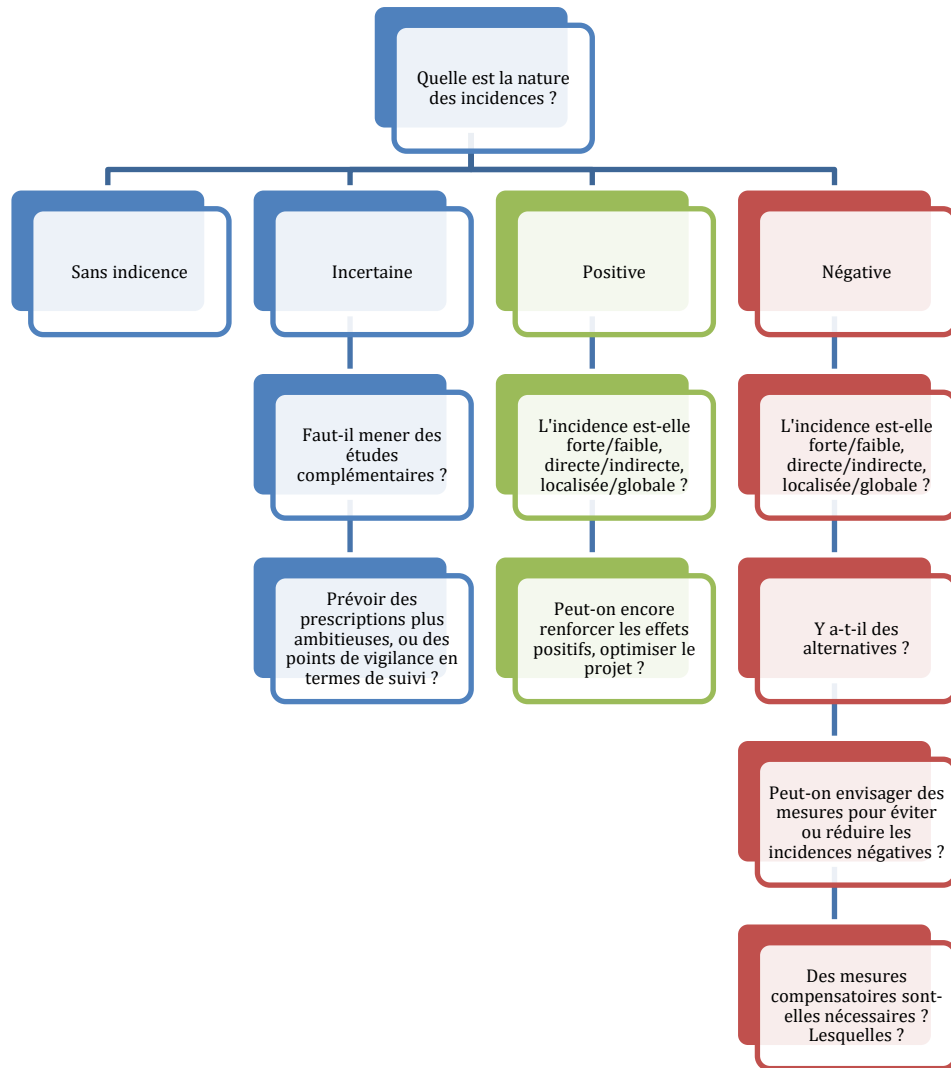 Quelle est la nature
des incidences ?
Sans indicence
Incertaine
Positive
Négative
Faut-il mener des
études
complémentaires ?
L'incidence est-elle
forte/faible,
directe/indirecte,
localisée/globale ?
L'incidence est-elle
forte/faible,
directe/indirecte,
localisée/globale ?
Prévoir des
prescriptions plus
ambitieuses, ou des
points de vigilance en
termes de suivi ?
Peut-on encore
renforcer les effets
positifs, optimiser le
projet ?
Y a-t-il des
alternatives ?
Peut-on envisager des
mesures pour éviter
ou réduire les
incidences négatives ?
Des mesures
compensatoires sont-
elles nécessaires ?
Lesquelles ?